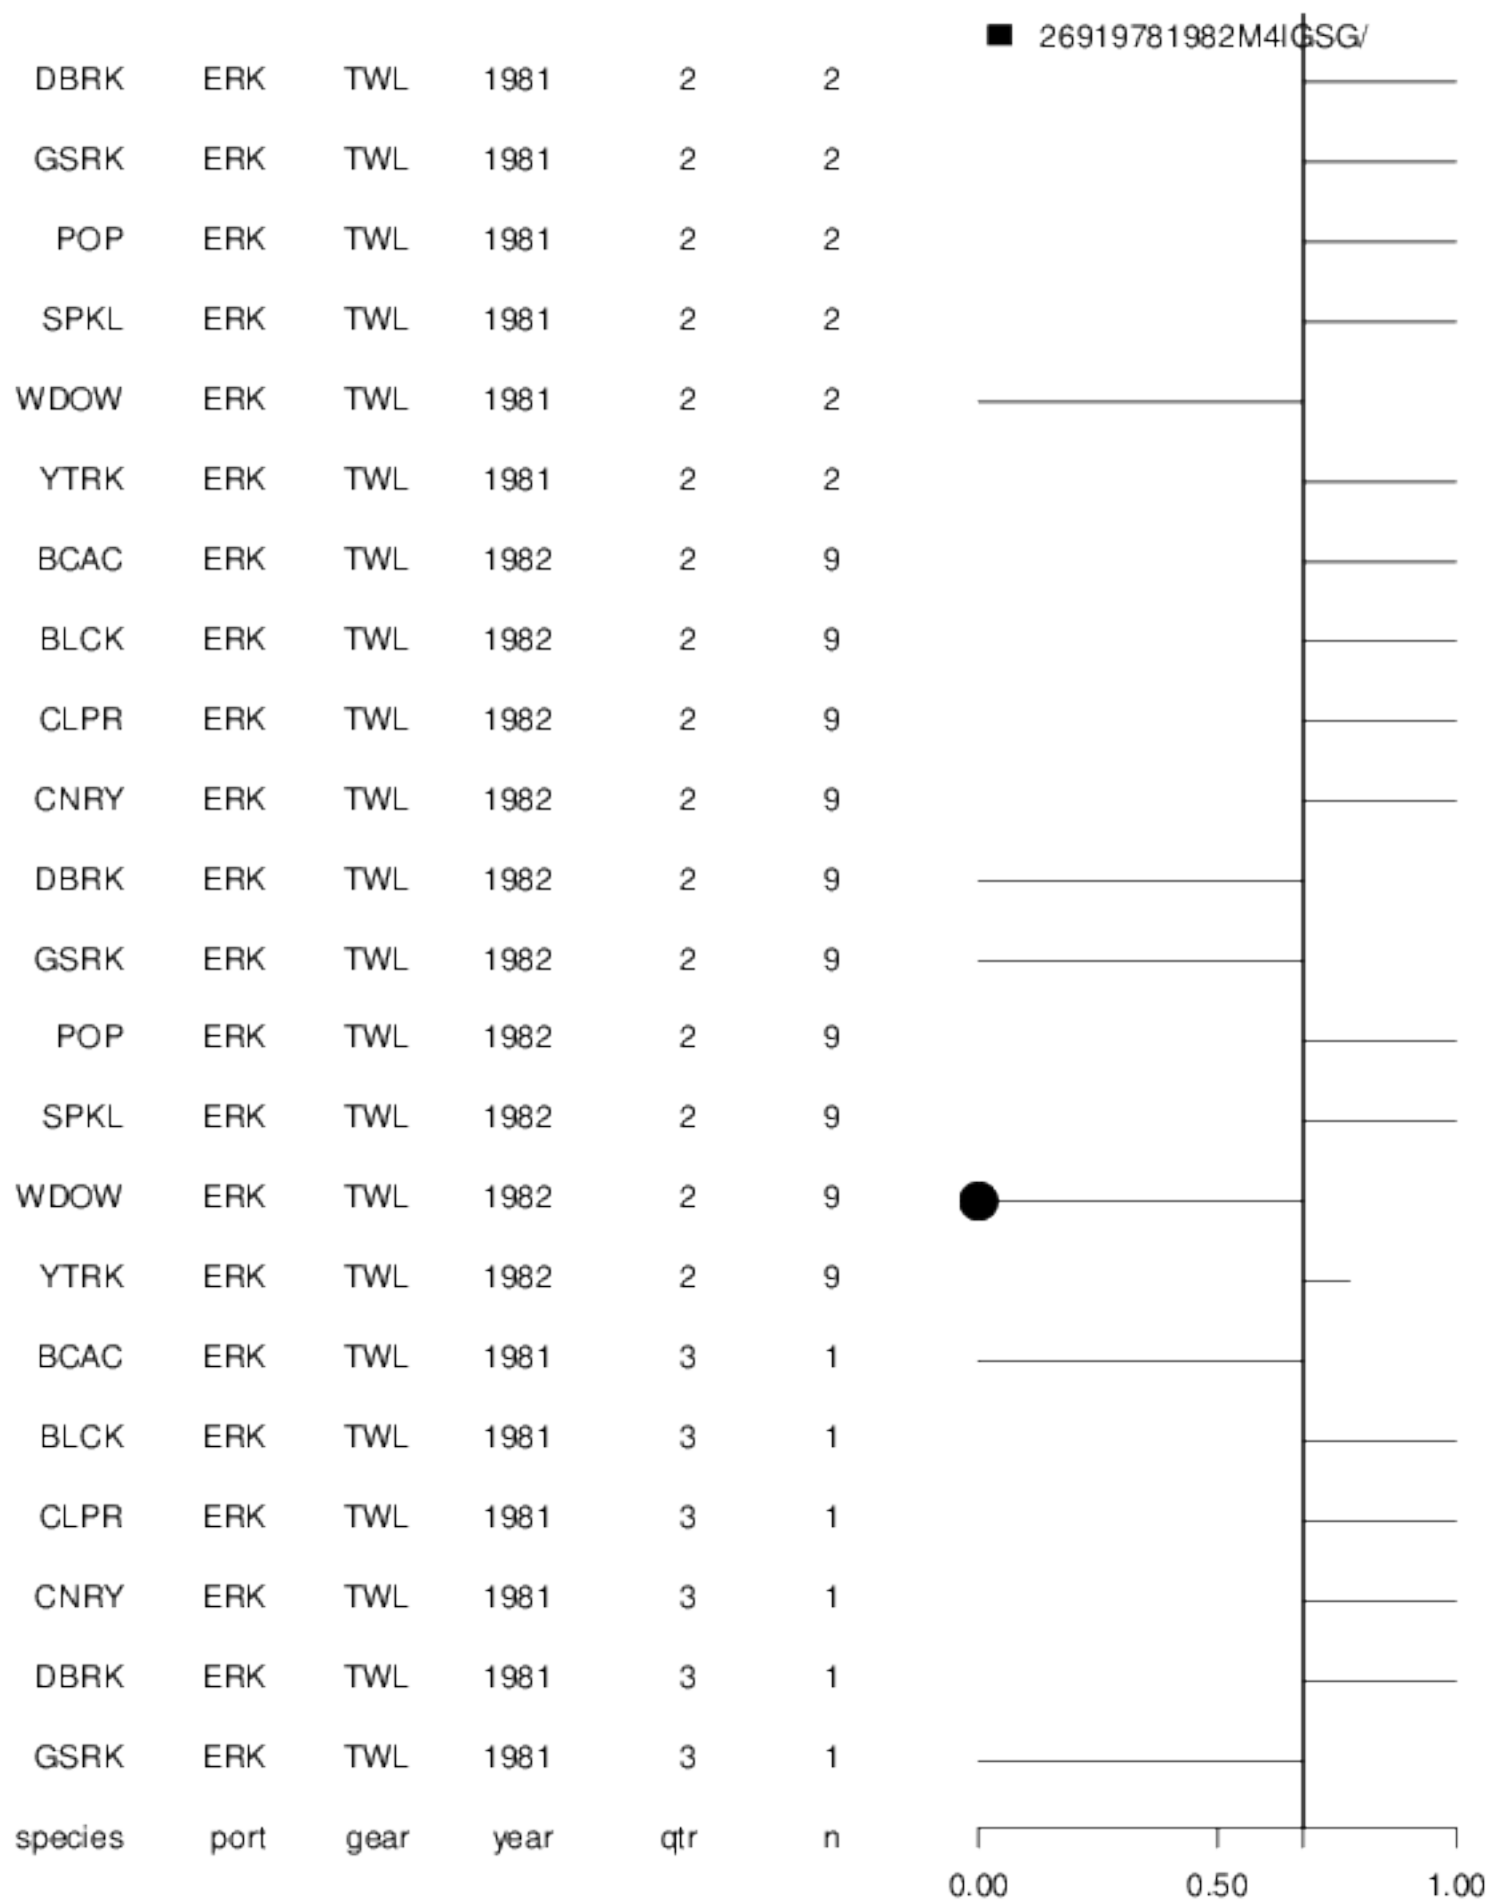 26919781982M4IGSG/
DBRK ERK TWL 1981 2 2
GSRK ERK TWL 1981 2 2
POP ERK TWL 1981 2 2
SPKL ERK TWL 1981 2 2
WDOW ERK TWL 1981 2 2
YTRK ERK TWL 1981 2 2
BCAC ERK TWL 1982 2 9
BLCK ERK TWL 1982 2 9
CLPR ERK TWL 1982 2 9
CNRY ERK TWL 1982 2 9
DBRK ERK TWL 1982 2 9
GSRK ERK TWL 1982 2 9
POP ERK TWL 1982 2 9
SPKL ERK TWL 1982 2 9
WDOW ERK TWL 1982 2 9
YTRK ERK TWL 1982 2 9
BCAC ERK TWL 1981 3 1
BLCK ERK TWL 1981 3 1
CLPR ERK TWL 1981 3 1
CNRY ERK TWL 1981 3 1
DBRK ERK TWL 1981 3 1
GSRK ERK TWL 1981 3 1
species port gear year qtr n
0.00 0.50 1.00